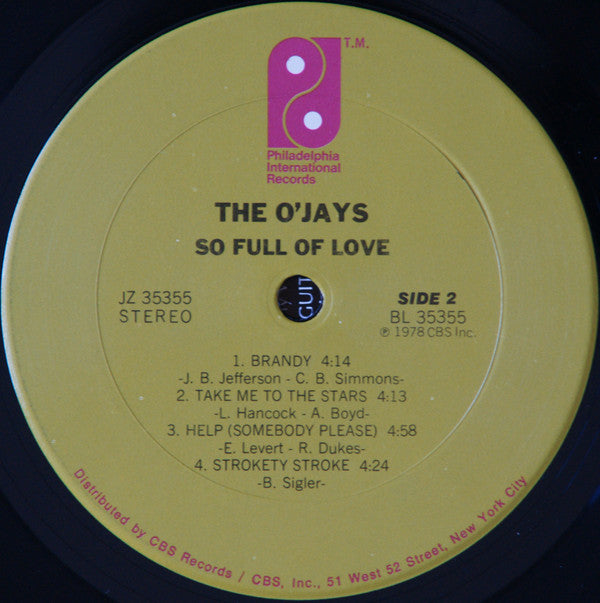 T.M.
Philadelphia
International
Records
THE O'JAYS
SO FULL OF LOVE
JZ 35355
STEREO
GUIT
SIDE 2
BL 35355
℗ 1978 CBS Inc.
1. BRANDY 4:14
-J. B. Jefferson - C. B. Simmons-
2. TAKE ME TO THE STARS 4:13
-L. Hancock - A. Boyd-
3. HELP (SOMEBODY PLEASE) 4:58
-E. Levert - R. Dukes-
4. STROKETY STROKE 4:24
-B. Sigler-
Distributed by CBS Records / CBS, Inc., 51 West 52 Street, New York City